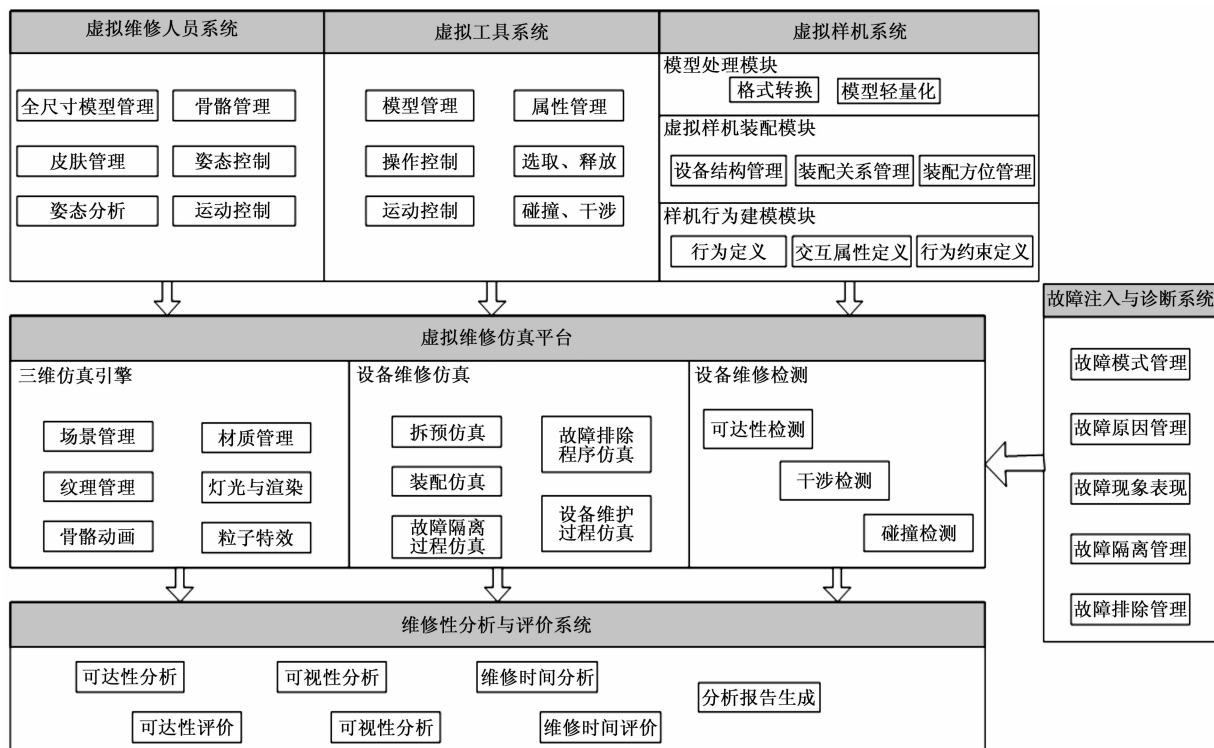 虚拟维修人员系统
全尺寸模型管理
骨骼管理
皮肤管理
姿态控制
姿态分析
运动控制
虚拟工具系统
模型管理
属性管理
操作控制
选取、释放
运动控制
碰撞、干涉
虚拟样机系统
模型处理模块
格式转换
模型轻量化
虚拟样机装配模块
设备结构管理
装配关系管理
装配方位管理
样机行为建模模块
行为定义
交互属性定义
行为约束定义
虚拟维修仿真平台
三维仿真引擎
场景管理
材质管理
纹理管理
灯光与渲染
骨骼动画
粒子特效
设备维修仿真
拆预仿真
装配仿真
故障隔离
过程仿真
故障排除
程序仿真
设备维护
过程仿真
设备维修检测
可达性检测
干涉检测
碰撞检测
故障注入与诊断系统
故障模式管理
故障原因管理
故障现象表现
故障隔离管理
故障排除管理
维修性分析与评价系统
可达性分析
可视性分析
维修时间分析
分析报告生成
可达性评价
可视性分析
维修时间评价